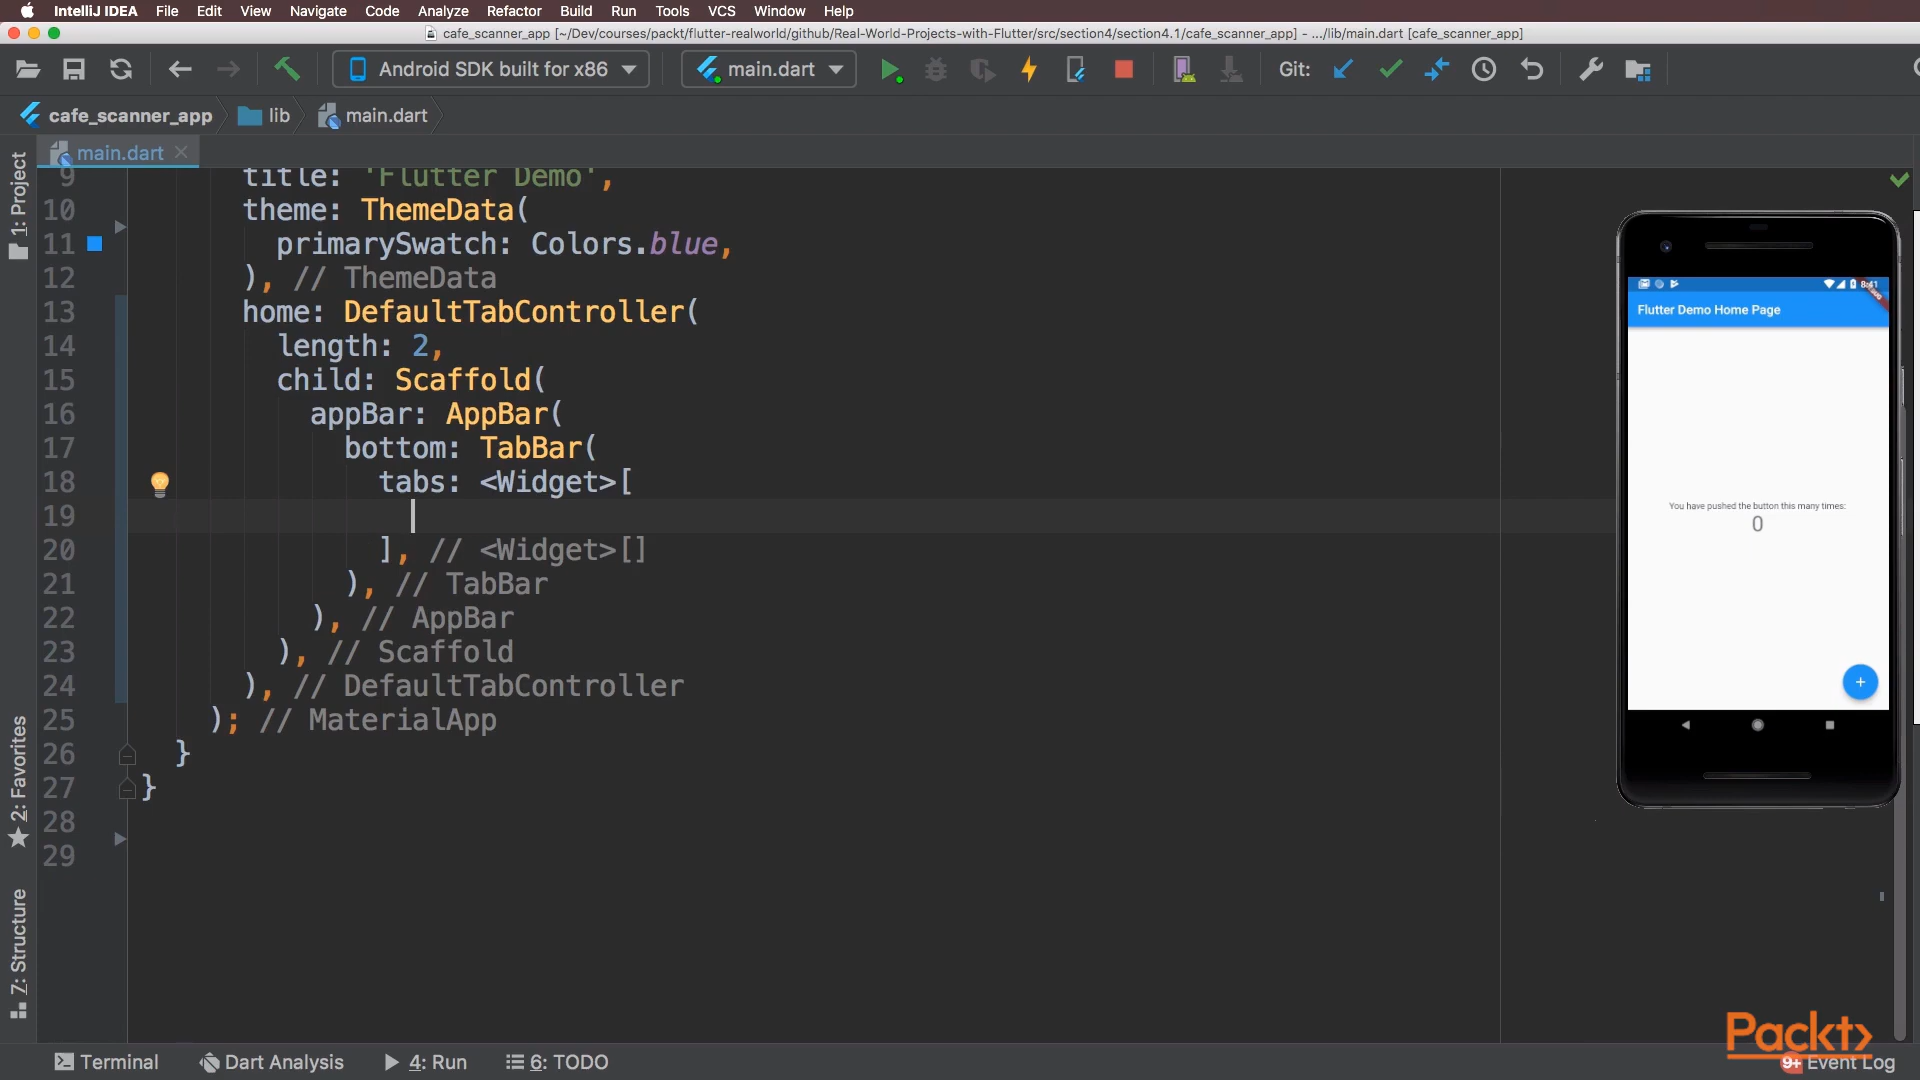 IntelliJ IDEA File Edit View Navigate Code Analyze Refactor Build Run Tools VCS Window Help
cafe_scanner_app [~/Dev/courses/packt/flutter-realworld/github/Real-World-Projects-with-Flutter/src/section4/section4.1/cafe_scanner_app] - .../lib/main.dart [cafe_scanner_app]
Android SDK built for x86 main.dart Git:
cafe_scanner_app lib main.dart
main.dart
1: Project
2: Favorites
7: Structure
9 title: 'Flutter Demo',
10 theme: ThemeData(
11 primarySwatch: Colors.blue,
12 ), // ThemeData
13 home: DefaultTabController(
14 length: 2,
15 child: Scaffold(
16 appBar: AppBar(
17 bottom: TabBar(
18 tabs: <Widget>[
19
20 ], // <Widget>[]
21 ), // TabBar
22 ), // AppBar
23 ), // Scaffold
24 ), // DefaultTabController
25 ); // MaterialApp
26 }
27 }
28
29
8:41
Flutter Demo Home Page
You have pushed the button this many times:
0
+
Packt>
Terminal Dart Analysis 4: Run 6: TODO 9+ Event Log